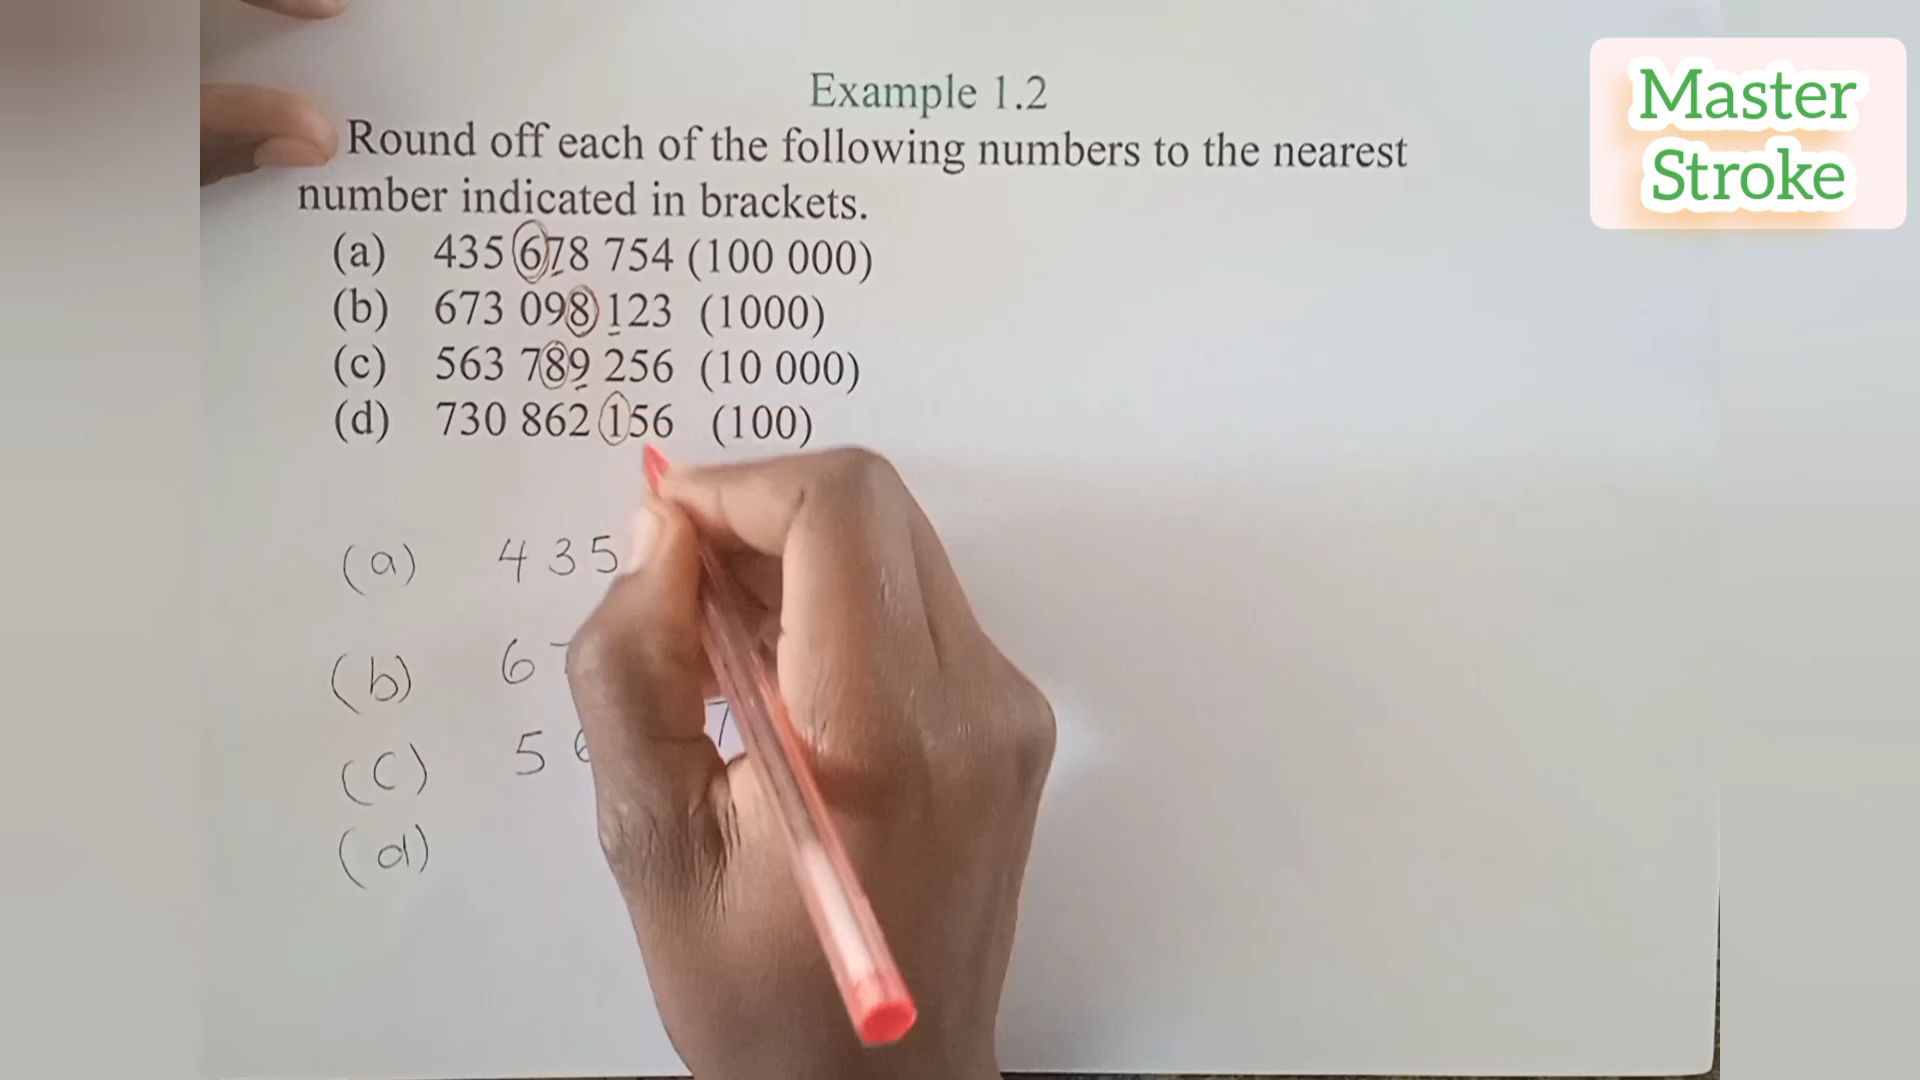 Example 1.2
Round off each of the following numbers to the nearest
number indicated in brackets.
(a) 435 678 754 (100 000)
(b) 673 098 123 (1000)
(c) 563 789 256 (10 000)
(d) 730 862 156 (100)
(a) 435
(b) 6
(c) 5
(d)
Master
Stroke